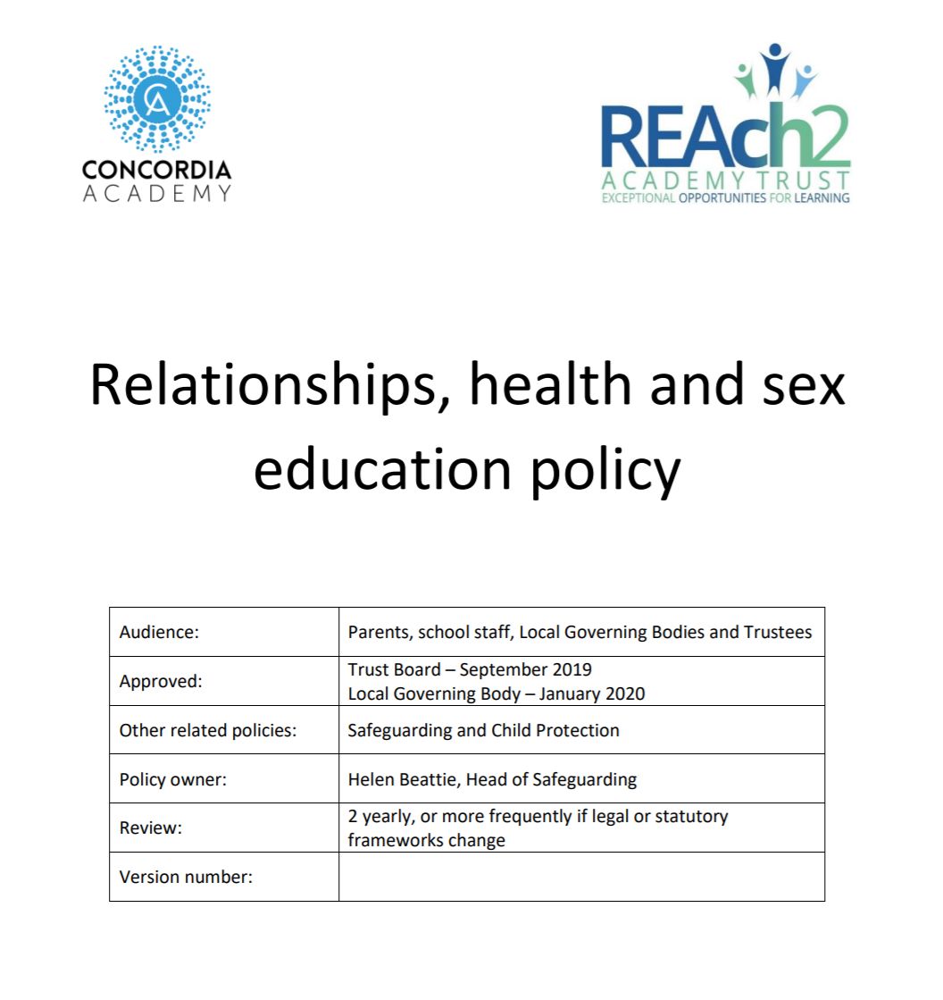 CA
CONCORDIA
ACADEMY
REAch2
ACADEMY TRUST
EXCEPTIONAL OPPORTUNITIES FOR LEARNING
Relationships, health and sex
education policy
Audience:
Parents, school staff, Local Governing Bodies and Trustees
Approved:
Trust Board – September 2019
Local Governing Body – January 2020
Other related policies:
Safeguarding and Child Protection
Policy owner:
Helen Beattie, Head of Safeguarding
Review:
2 yearly, or more frequently if legal or statutory
frameworks change
Version number: